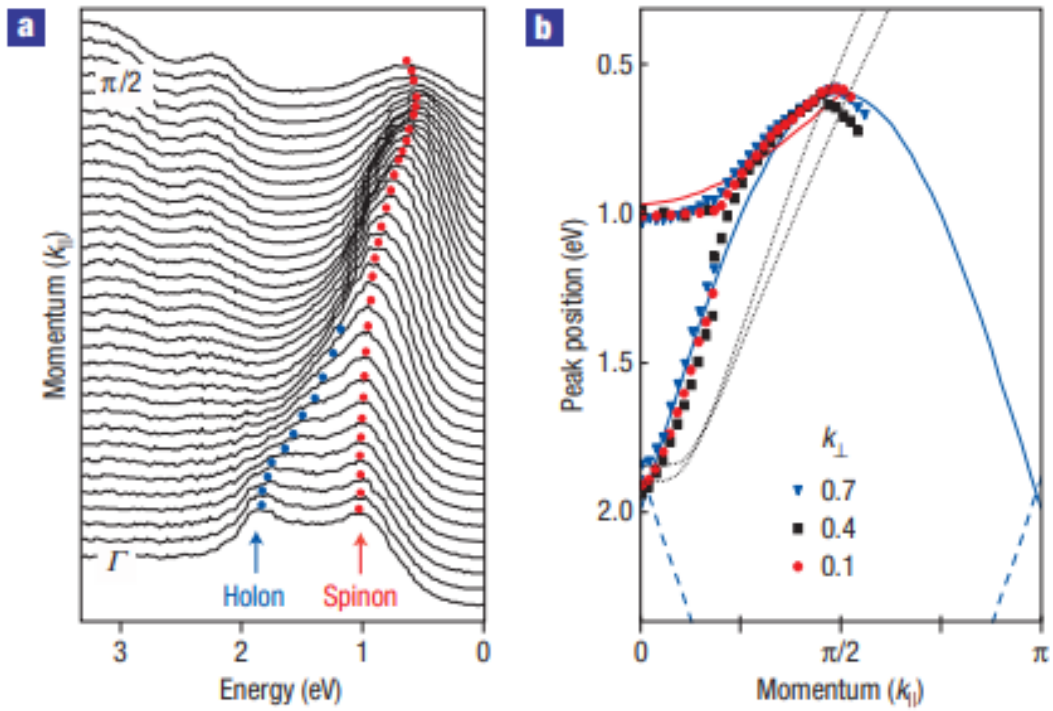 a
π/2
Γ
Holon
Spinon
Momentum (k||)
3
2
1
0
Energy (eV)
b
0.5
1.0
1.5
2.0
Peak position (eV)
k⊥
0.7
0.4
0.1
0
π/2
π
Momentum (k||)